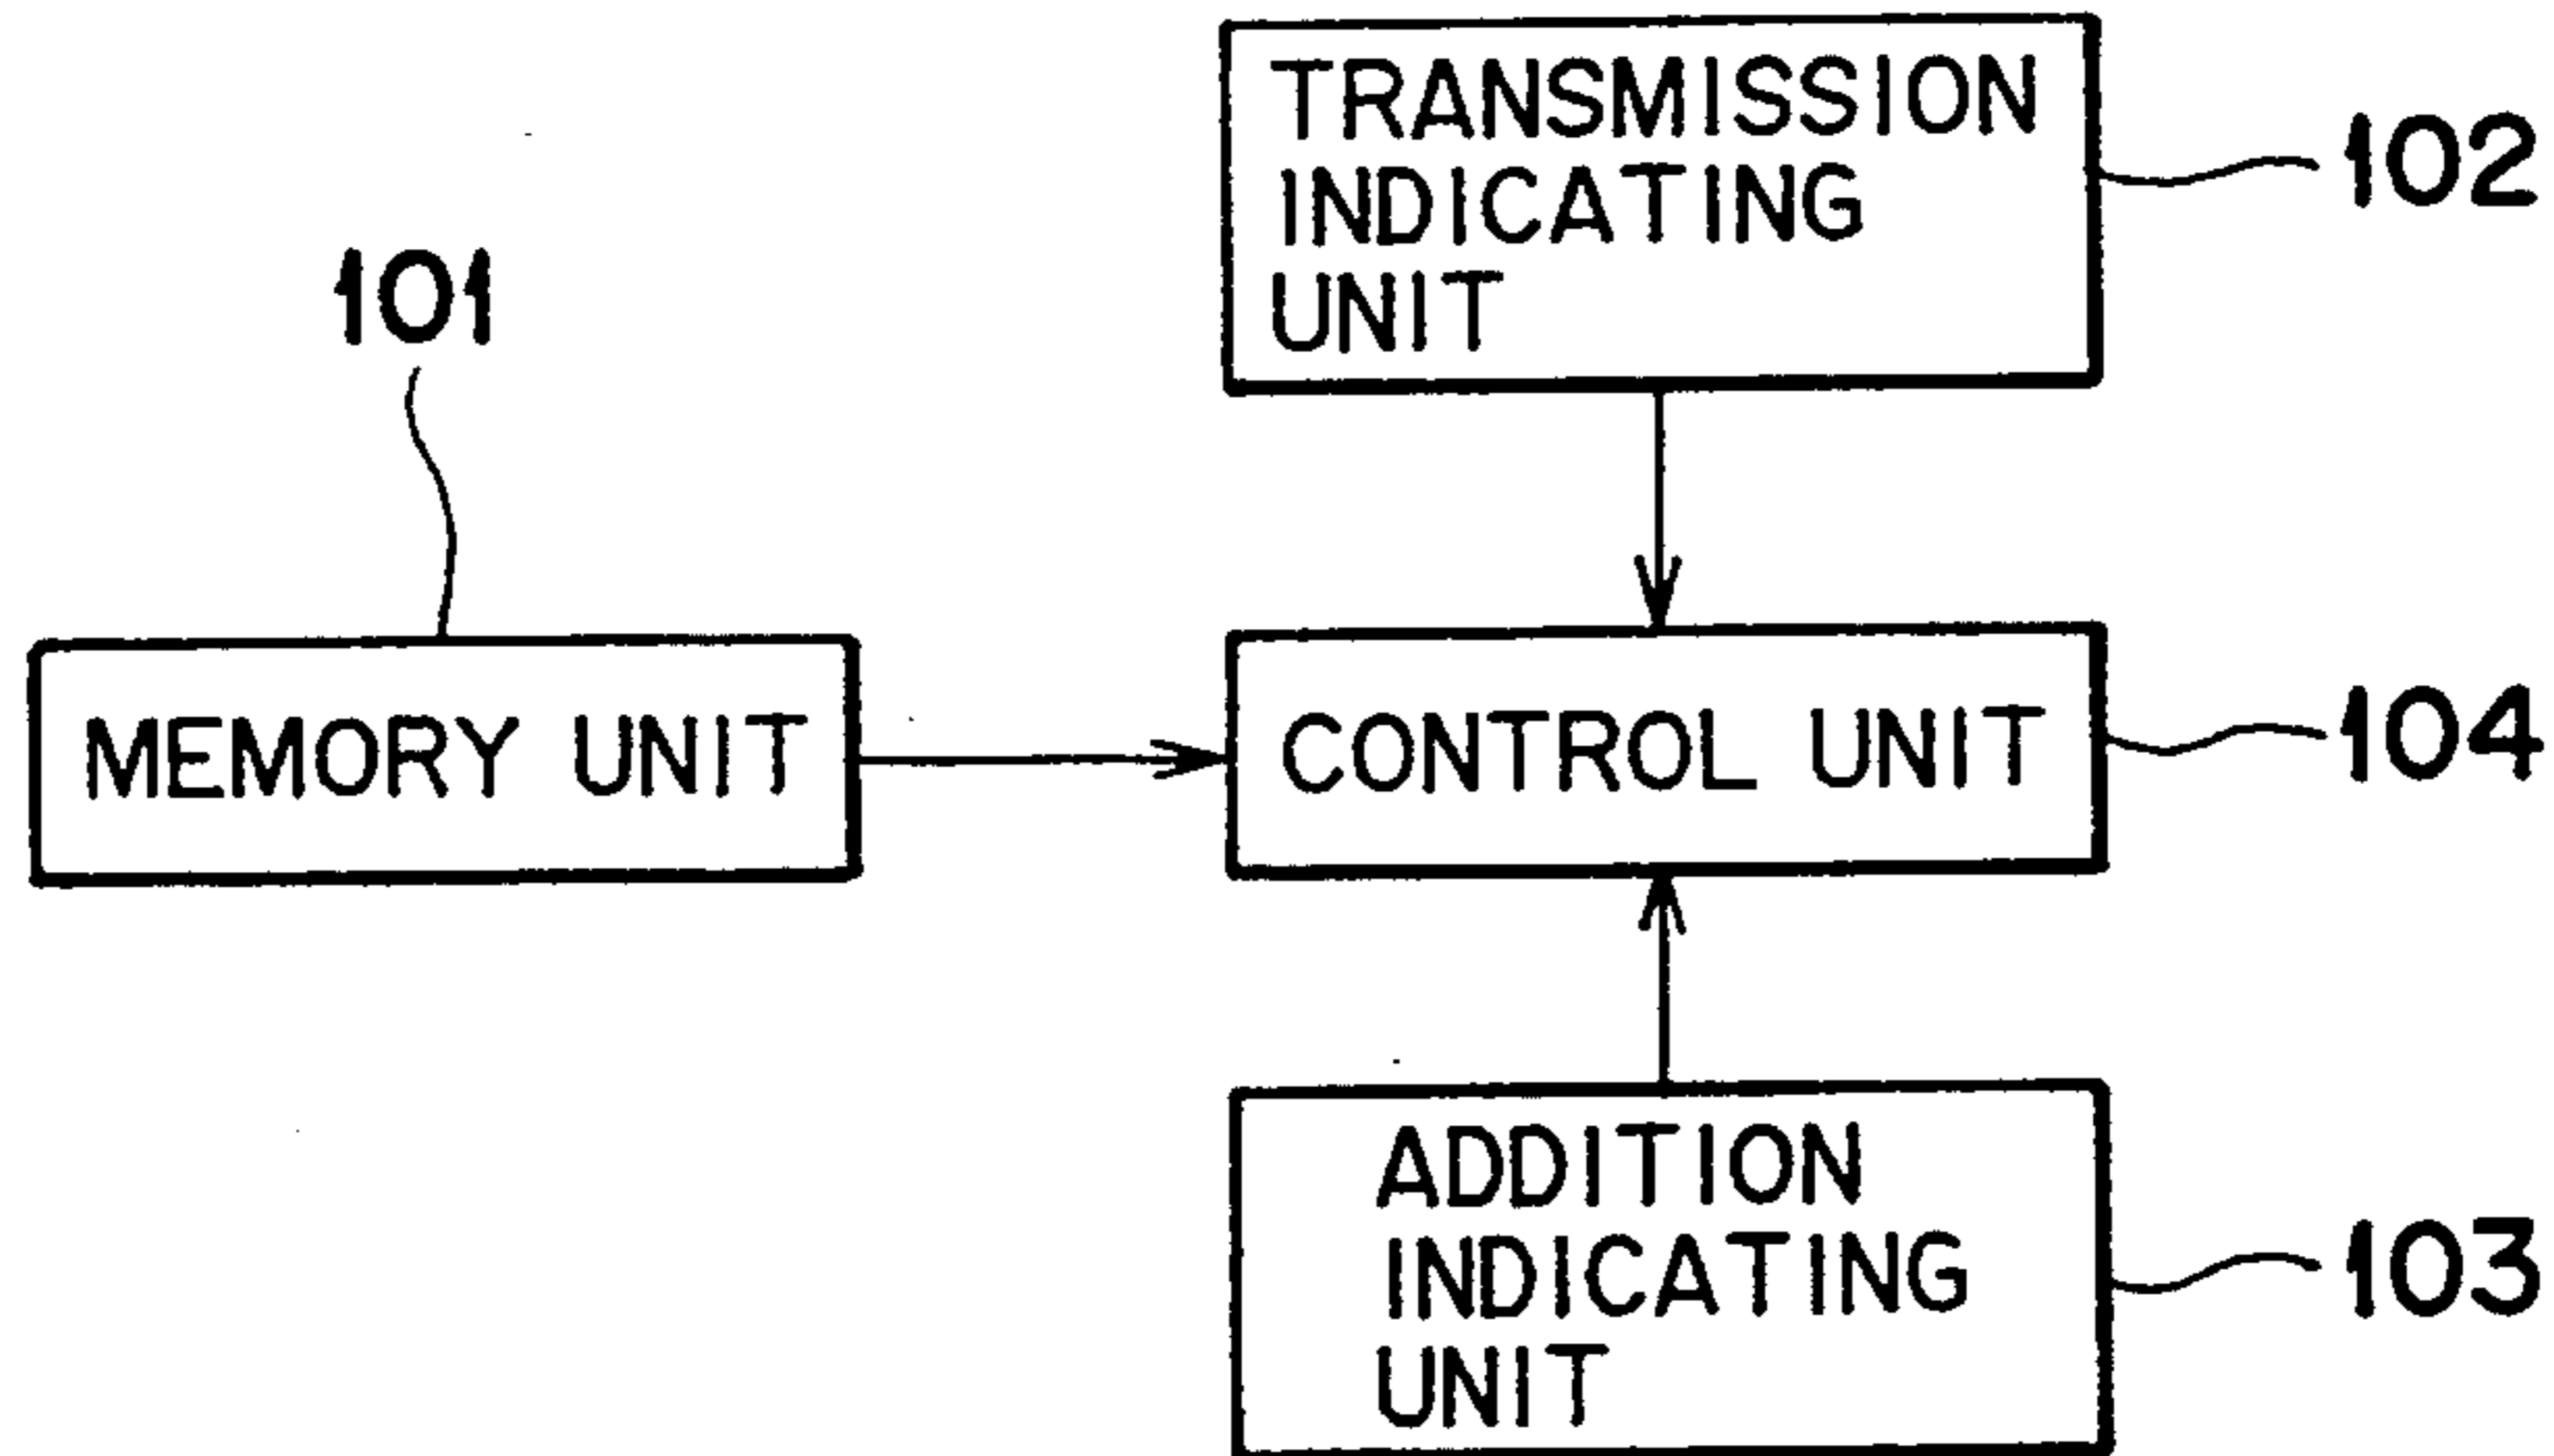 TRANSMISSION
INDICATING
UNIT
102
101
MEMORY UNIT
CONTROL UNIT
104
ADDITION
INDICATING
UNIT
103